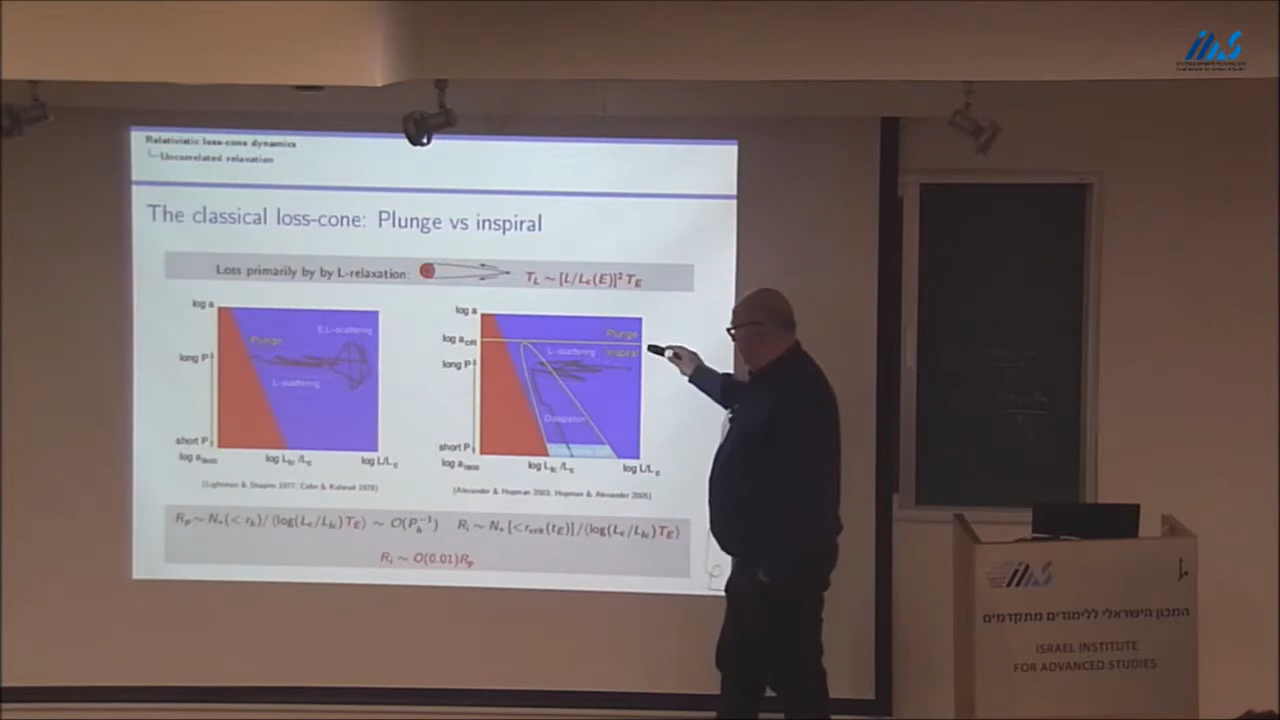 Relativistic loss-cone dynamics
Uncorrelated relaxation
The classical loss-cone: Plunge vs inspiral
Loss primarily by by L-relaxation:
T_L ~ [L/L_c(E)]² T_E
log a
Plunge
E,L-scattering
long P
L-scattering
short P
log L_lc /L_c
log L/L_c
(Lightman & Shapiro 1977, Cohn & Kulsrud 1978)
log a
log a_crit
Plunge
Inspiral
L-scattering
long P
Dissipation
short P
log a_isco
log L_lc /L_c
log L/L_c
(Alexander & Hopman 2003, Hopman & Alexander 2005)
R_p ~ N_*(<r_h)/⟨log(L_c/L_lc)T_E⟩ ~ O(P_h^-1)
R_i ~ N_*[<r_crit(t_E)]/⟨log(L_c/L_lc)T_E⟩
R_i ~ O(0.01)R_p
המכון הישראלי ללימודים מתקדמים
ISRAEL INSTITUTE
FOR ADVANCED STUDIES